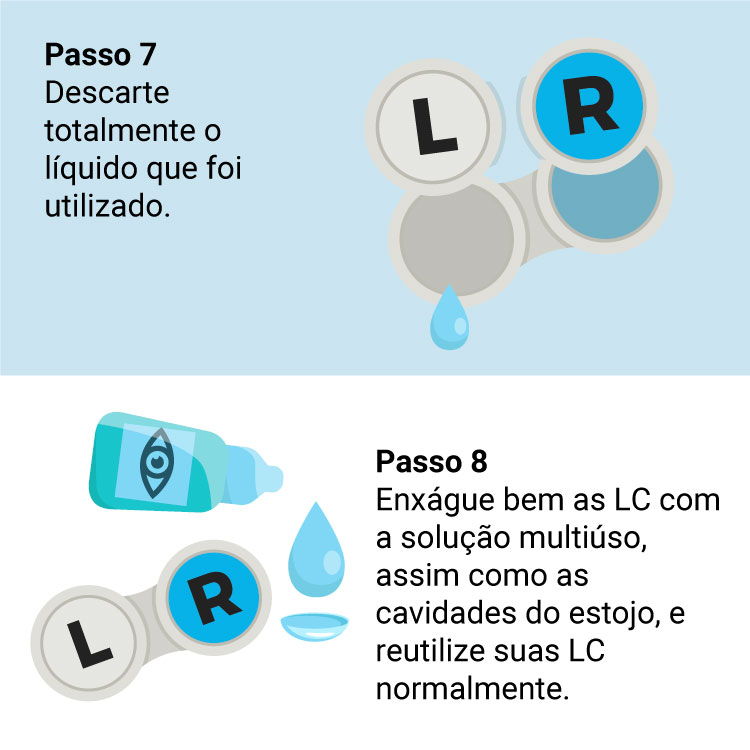 Passo 7
Descarte
totalmente o
líquido que foi
utilizado.
L
R
Passo 8
Enxágue bem as LC com
a solução multiúso,
assim como as
cavidades do estojo, e
reutilize suas LC
normalmente.
L
R